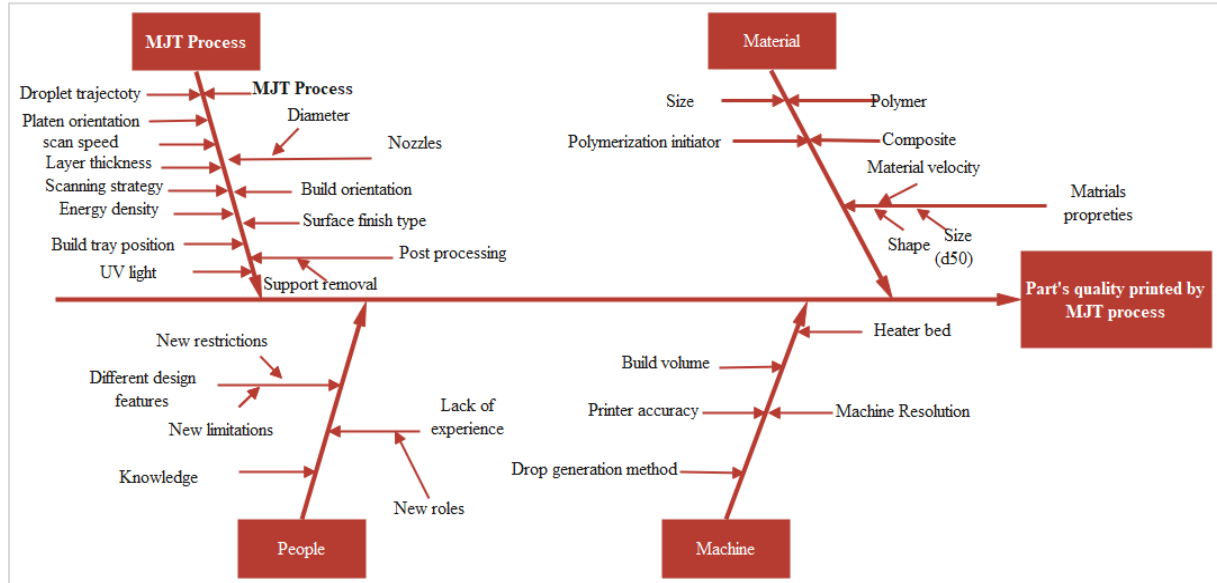 MJT Process
Material
Droplet trajectoty
MJT Process
Platen orientation
scan speed
Diameter
Nozzles
Layer thickness
Scanning strategy
Build orientation
Energy density
Surface finish type
Build tray position
Post processing
UV light
Support removal
Size
Polymer
Polymerization initiator
Composite
Material velocity
Matrials
propreties
Shape
Size
(d50)
Part's quality printed by
MJT process
New restrictions
Different design
features
New limitations
Lack of
experience
Knowledge
New roles
Heater bed
Build volume
Printer accuracy
Machine Resolution
Drop generation method
People
Machine